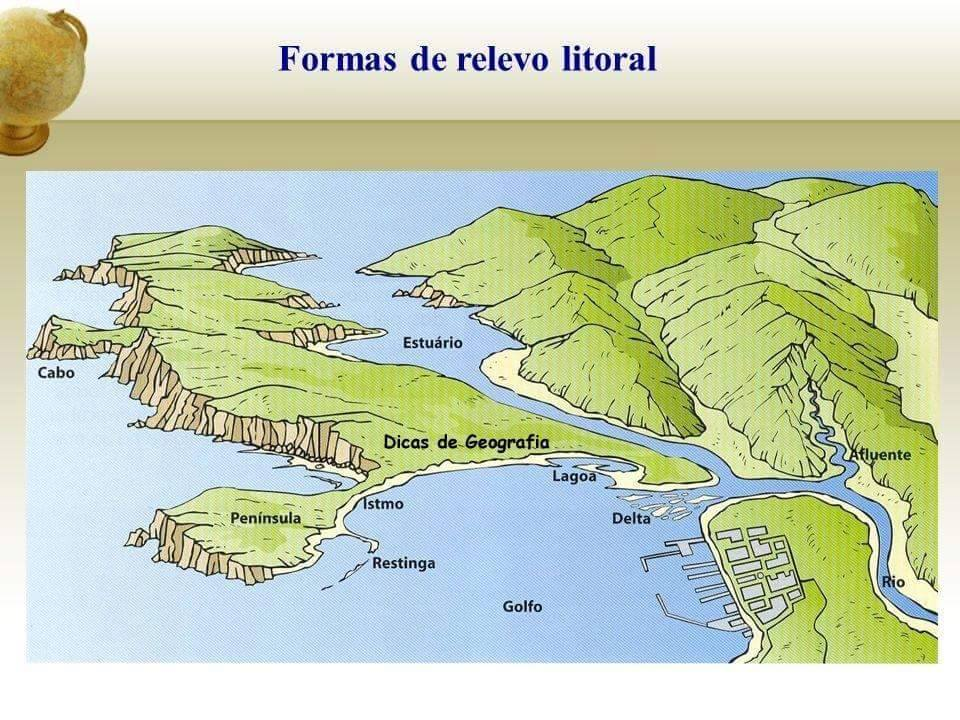 Formas de relevo litoral
Estuário
Cabo
Dicas de Geografia
Afluente
Lagoa
Istmo
Península
Delta
Restinga
Rio
Golfo